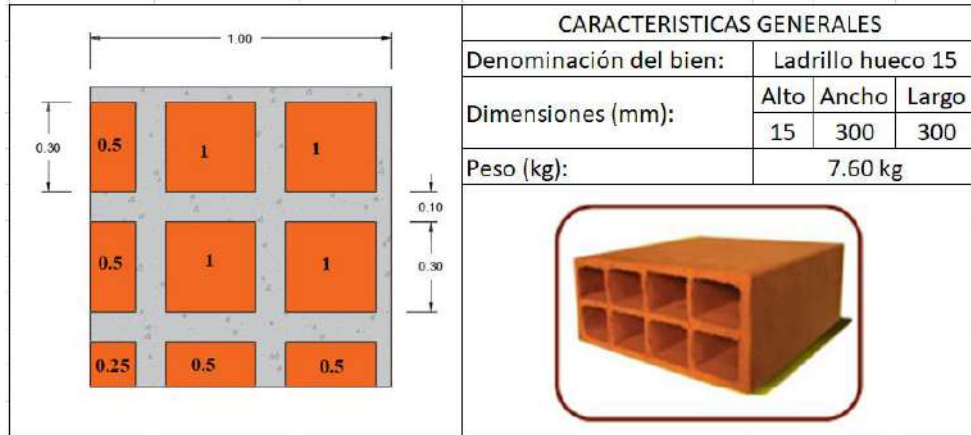 1.00
0.30
0.5
1
1
0.10
0.5
1
1
0.30
0.25
0.5
0.5
CARACTERISTICAS GENERALES
Denominación del bien: Ladrillo hueco 15
Dimensiones (mm): Alto Ancho Largo
15 300 300
Peso (kg): 7.60 kg